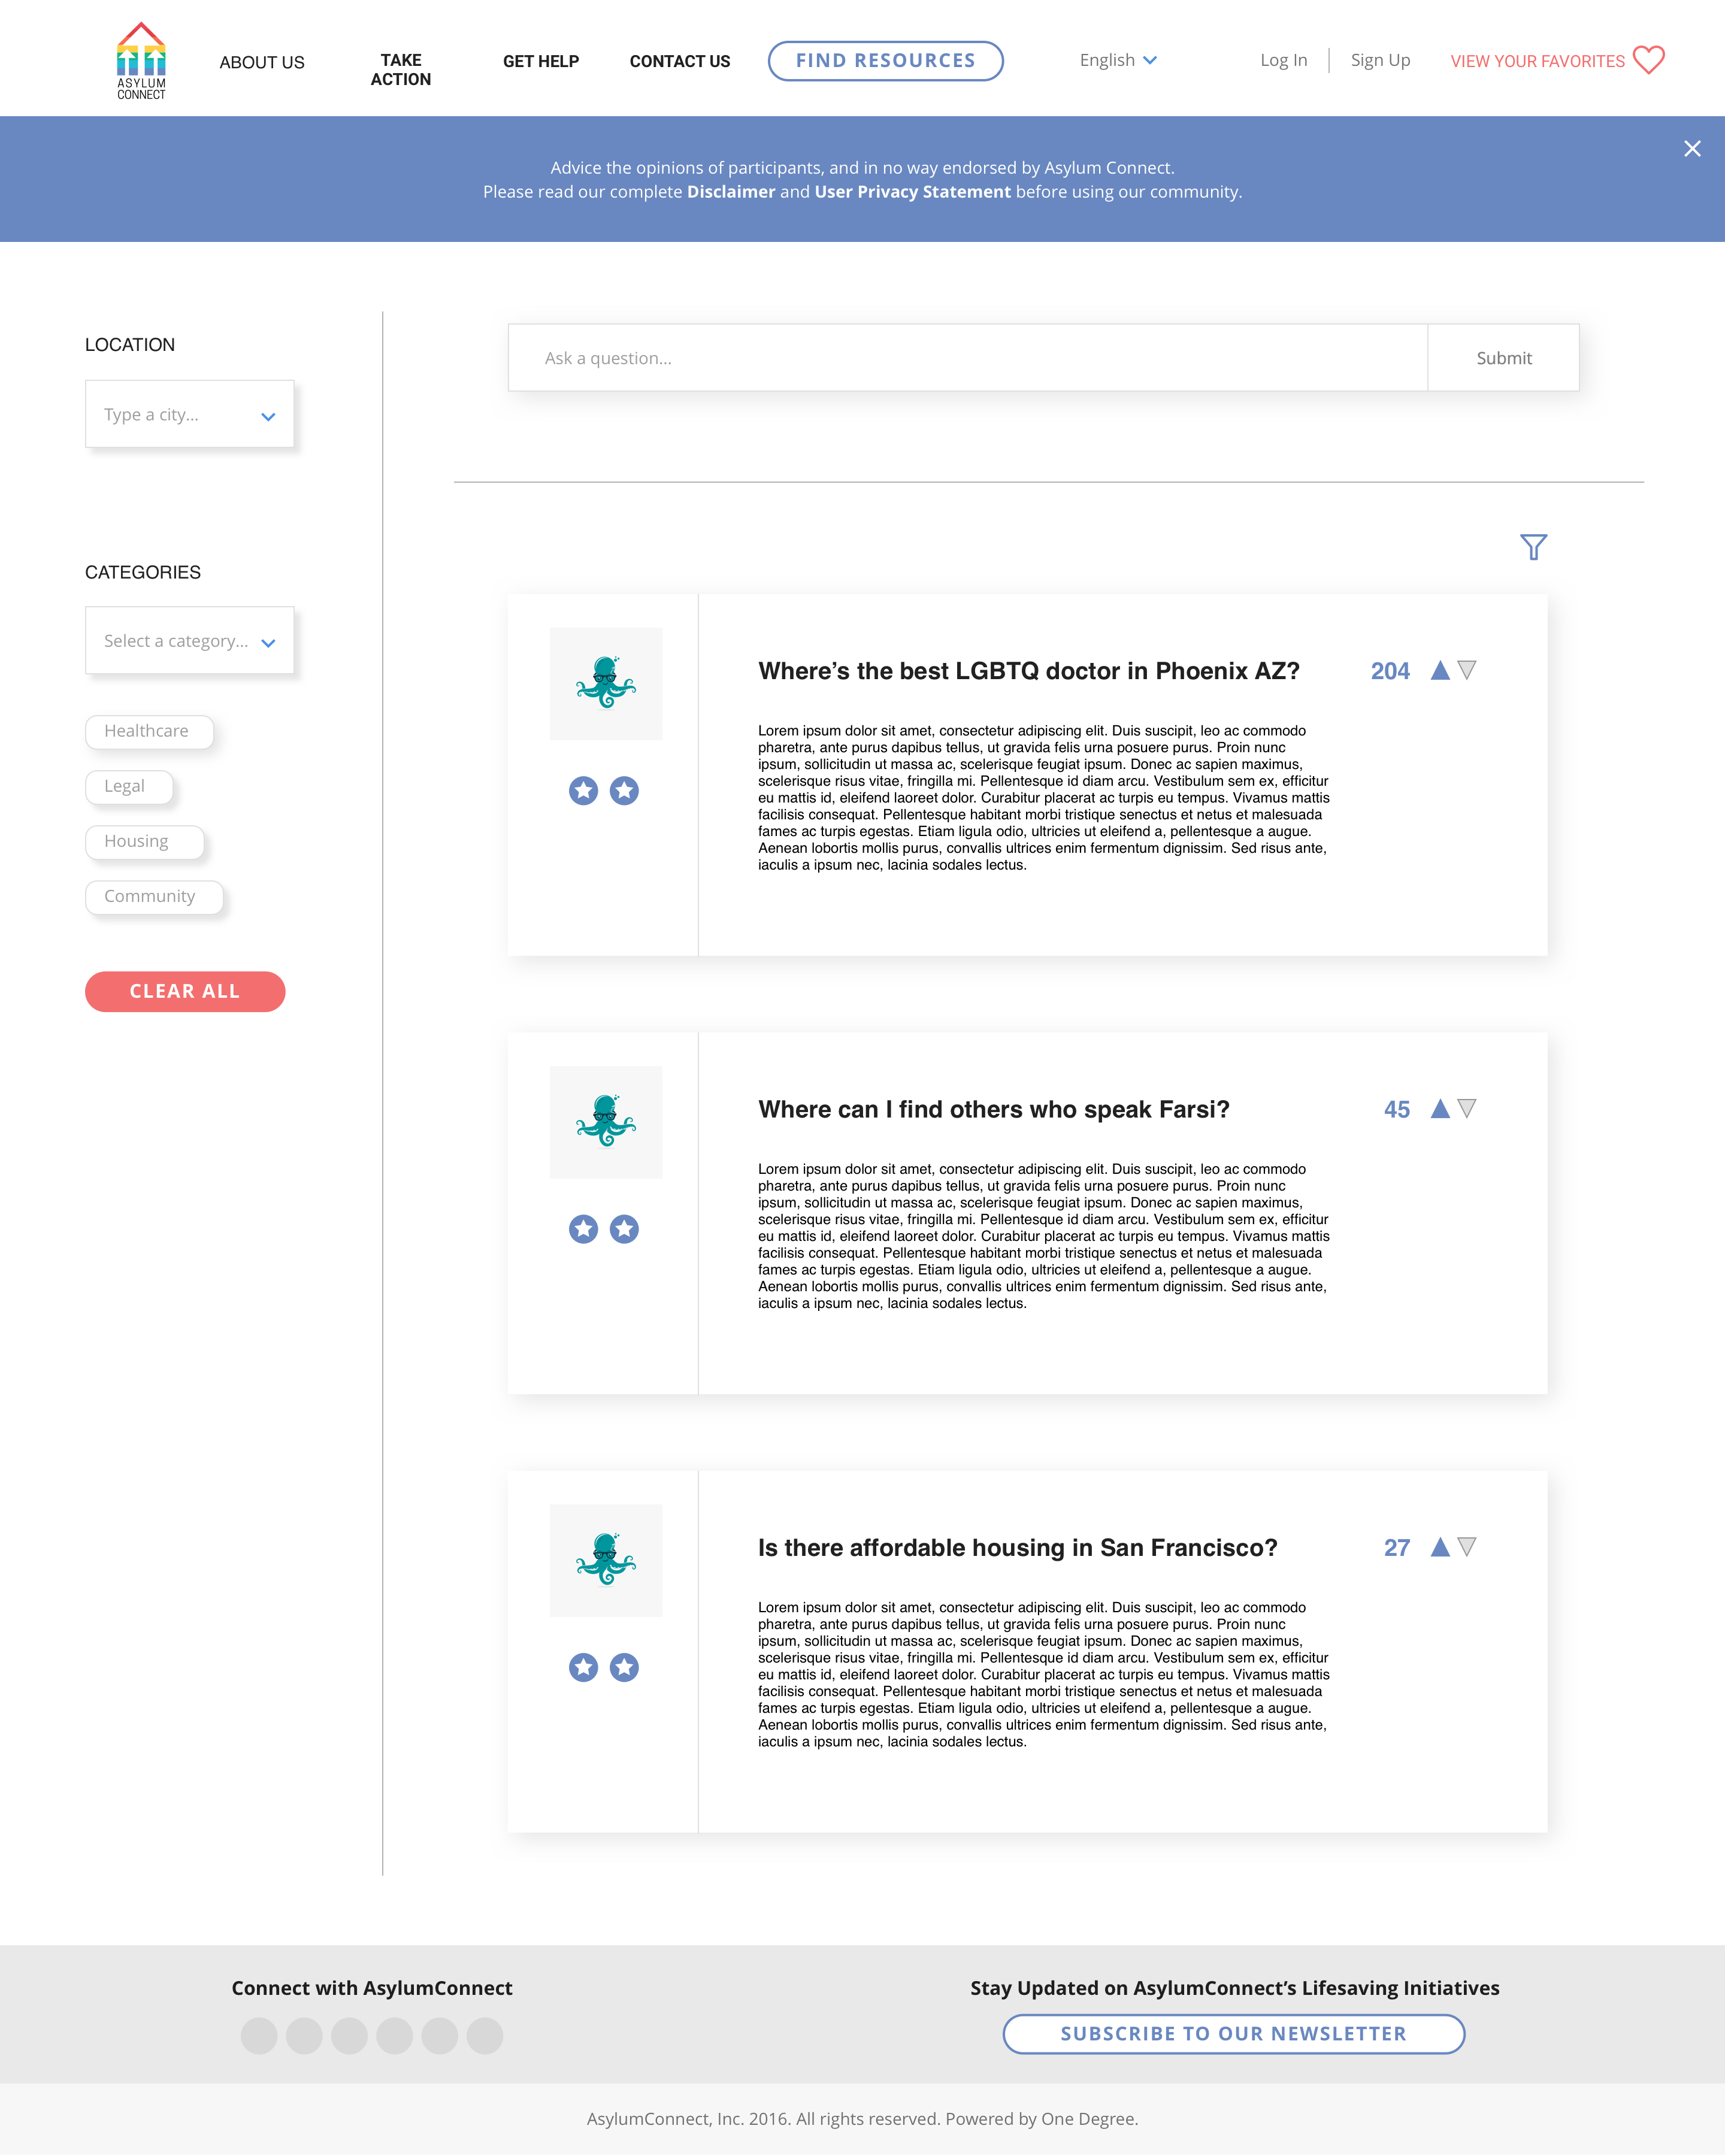 ASYLUM
CONNECT
ABOUT US
TAKE
ACTION
GET HELP
CONTACT US
FIND RESOURCES
English
Log In
Sign Up
VIEW YOUR FAVORITES
Advice the opinions of participants, and in no way endorsed by Asylum Connect.
Please read our complete Disclaimer and User Privacy Statement before using our community.
LOCATION
Type a city...
CATEGORIES
Select a category...
Healthcare
Legal
Housing
Community
CLEAR ALL
Ask a question...
Submit
Where’s the best LGBTQ doctor in Phoenix AZ?
204
Lorem ipsum dolor sit amet, consectetur adipiscing elit. Duis suscipit, leo ac commodo
pharetra, ante purus dapibus tellus, ut gravida felis urna posuere purus. Proin nunc
ipsum, sollicitudin ut massa ac, scelerisque feugiat ipsum. Donec ac sapien maximus,
scelerisque risus vitae, fringilla mi. Pellentesque id diam arcu. Vestibulum sem ex, efficitur
eu mattis id, eleifend laoreet dolor. Curabitur placerat ac turpis eu tempus. Vivamus mattis
facilisis consequat. Pellentesque habitant morbi tristique senectus et netus et malesuada
fames ac turpis egestas. Etiam ligula odio, ultricies ut eleifend a, pellentesque a augue.
Aenean lobortis mollis purus, convallis ultrices enim fermentum dignissim. Sed risus ante,
iaculis a ipsum nec, lacinia sodales lectus.
Where can I find others who speak Farsi?
45
Lorem ipsum dolor sit amet, consectetur adipiscing elit. Duis suscipit, leo ac commodo
pharetra, ante purus dapibus tellus, ut gravida felis urna posuere purus. Proin nunc
ipsum, sollicitudin ut massa ac, scelerisque feugiat ipsum. Donec ac sapien maximus,
scelerisque risus vitae, fringilla mi. Pellentesque id diam arcu. Vestibulum sem ex, efficitur
eu mattis id, eleifend laoreet dolor. Curabitur placerat ac turpis eu tempus. Vivamus mattis
facilisis consequat. Pellentesque habitant morbi tristique senectus et netus et malesuada
fames ac turpis egestas. Etiam ligula odio, ultricies ut eleifend a, pellentesque a augue.
Aenean lobortis mollis purus, convallis ultrices enim fermentum dignissim. Sed risus ante,
iaculis a ipsum nec, lacinia sodales lectus.
Is there affordable housing in San Francisco?
27
Lorem ipsum dolor sit amet, consectetur adipiscing elit. Duis suscipit, leo ac commodo
pharetra, ante purus dapibus tellus, ut gravida felis urna posuere purus. Proin nunc
ipsum, sollicitudin ut massa ac, scelerisque feugiat ipsum. Donec ac sapien maximus,
scelerisque risus vitae, fringilla mi. Pellentesque id diam arcu. Vestibulum sem ex, efficitur
eu mattis id, eleifend laoreet dolor. Curabitur placerat ac turpis eu tempus. Vivamus mattis
facilisis consequat. Pellentesque habitant morbi tristique senectus et netus et malesuada
fames ac turpis egestas. Etiam ligula odio, ultricies ut eleifend a, pellentesque a augue.
Aenean lobortis mollis purus, convallis ultrices enim fermentum dignissim. Sed risus ante,
iaculis a ipsum nec, lacinia sodales lectus.
Connect with AsylumConnect
Stay Updated on AsylumConnect’s Lifesaving Initiatives
SUBSCRIBE TO OUR NEWSLETTER
AsylumConnect, Inc. 2016. All rights reserved. Powered by One Degree.